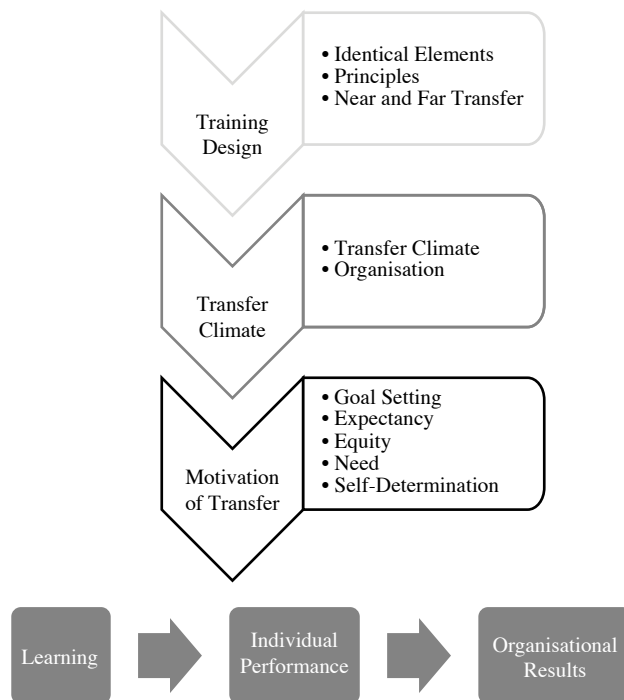 Training
Design
• Identical Elements
• Principles
• Near and Far Transfer
Transfer
Climate
• Transfer Climate
• Organisation
Motivation
of Transfer
• Goal Setting
• Expectancy
• Equity
• Need
• Self-Determination
Learning
Individual
Performance
Organisational
Results